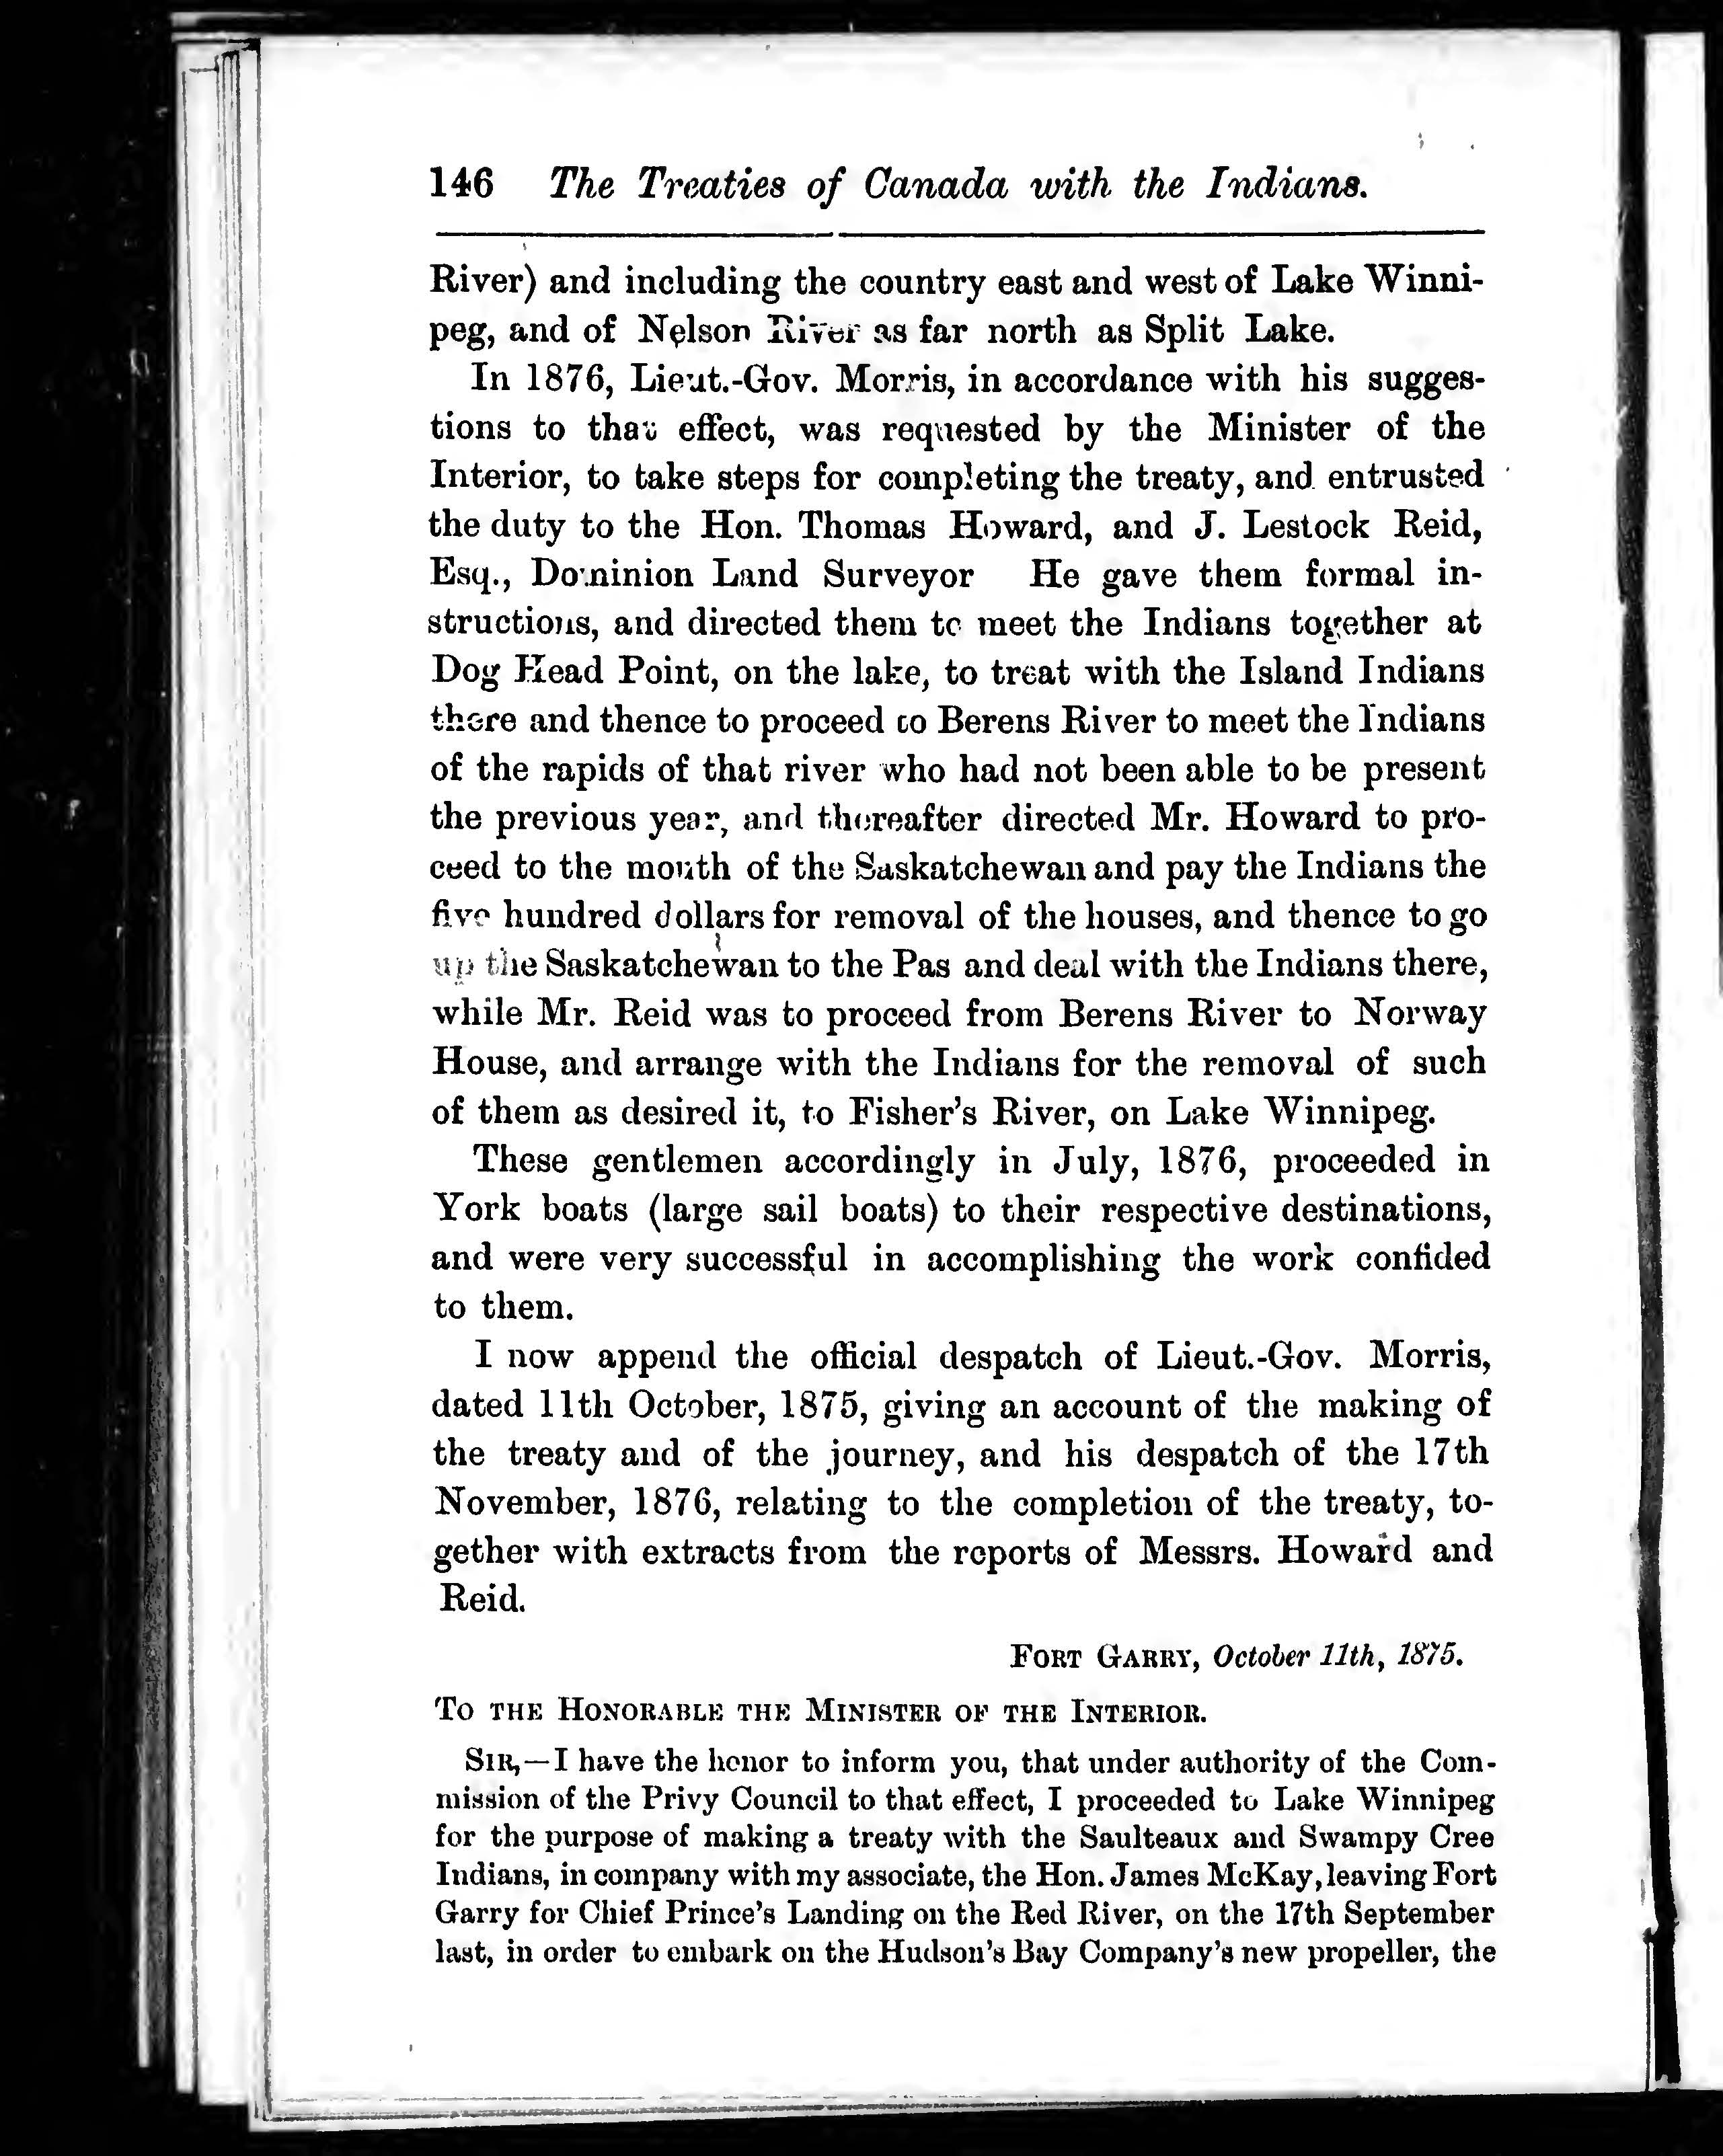 146 The Treaties of Canada with the Indians.
River) and including the country east and west of Lake Winni-
peg, and of Nelson River as far north as Split Lake.
In 1876, Lieut.-Gov. Morris, in accordance with his sugges-
tions to that effect, was requested by the Minister of the
Interior, to take steps for completing the treaty, and entrusted
the duty to the Hon. Thomas Howard, and J. Lestock Reid,
Esq., Dominion Land Surveyor He gave them formal in-
structions, and directed them to meet the Indians together at
Dog Head Point, on the lake, to treat with the Island Indians
there and thence to proceed to Berens River to meet the Indians
of the rapids of that river who had not been able to be present
the previous year, and thereafter directed Mr. Howard to pro-
ceed to the mouth of the Saskatchewan and pay the Indians the
five hundred dollars for removal of the houses, and thence to go
up the Saskatchewan to the Pas and deal with the Indians there,
while Mr. Reid was to proceed from Berens River to Norway
House, and arrange with the Indians for the removal of such
of them as desired it, to Fisher's River, on Lake Winnipeg.
These gentlemen accordingly in July, 1876, proceeded in
York boats (large sail boats) to their respective destinations,
and were very successful in accomplishing the work confided
to them.
I now append the official despatch of Lieut.-Gov. Morris,
dated 11th October, 1875, giving an account of the making of
the treaty and of the journey, and his despatch of the 17th
November, 1876, relating to the completion of the treaty, to-
gether with extracts from the reports of Messrs. Howard and
Reid.
FORT GARRY, October 11th, 1875.
TO THE HONORABLE THE MINISTER OF THE INTERIOR.
SIR,—I have the honor to inform you, that under authority of the Com-
mission of the Privy Council to that effect, I proceeded to Lake Winnipeg
for the purpose of making a treaty with the Saulteaux and Swampy Cree
Indians, in company with my associate, the Hon. James McKay, leaving Fort
Garry for Chief Prince's Landing on the Red River, on the 17th September
last, in order to embark on the Hudson's Bay Company's new propeller, the